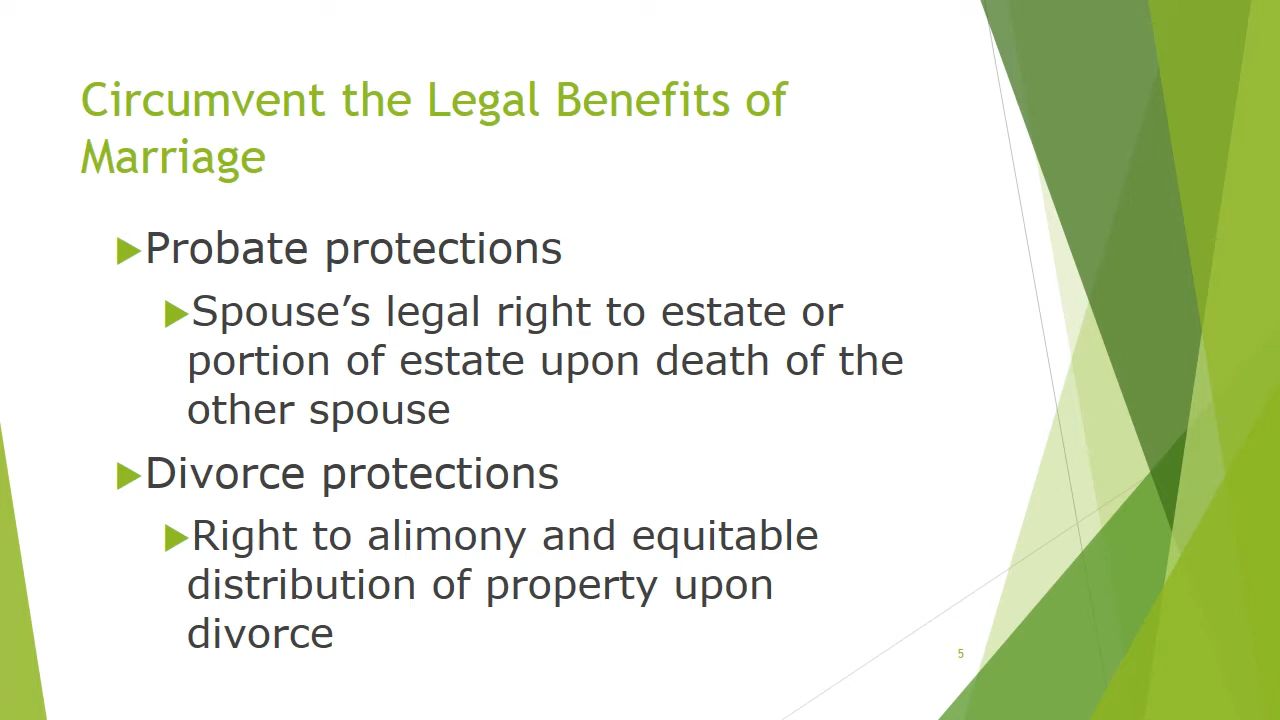 Circumvent the Legal Benefits of
Marriage
Probate protections
Spouse’s legal right to estate or
portion of estate upon death of the
other spouse
Divorce protections
Right to alimony and equitable
distribution of property upon
divorce
5